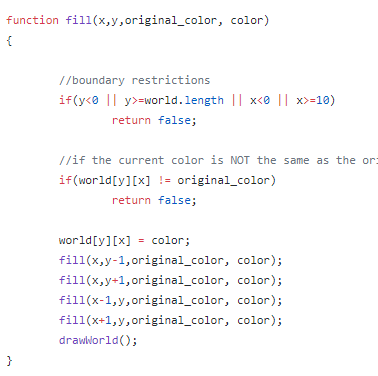 function fill(x,y,original_color, color)
{
//boundary restrictions
if(y<0 || y>=world.length || x<0 || x>=10)
return false;
//if the current color is NOT the same as the
if(world[y][x] != original_color)
return false;
world[y][x] = color;
fill(x,y-1,original_color, color);
fill(x,y+1,original_color, color);
fill(x-1,y,original_color, color);
fill(x+1,y,original_color, color);
drawWorld();
}